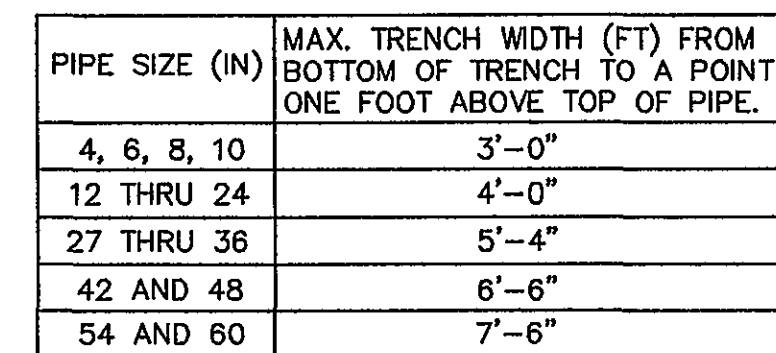 PIPE SIZE (IN)
MAX. TRENCH WIDTH (FT) FROM
BOTTOM OF TRENCH TO A POINT
ONE FOOT ABOVE TOP OF PIPE.
4, 6, 8, 10 3'-0"
12 THRU 24 4'-0"
27 THRU 36 5'-4"
42 AND 48 6'-6"
54 AND 60 7'-6"